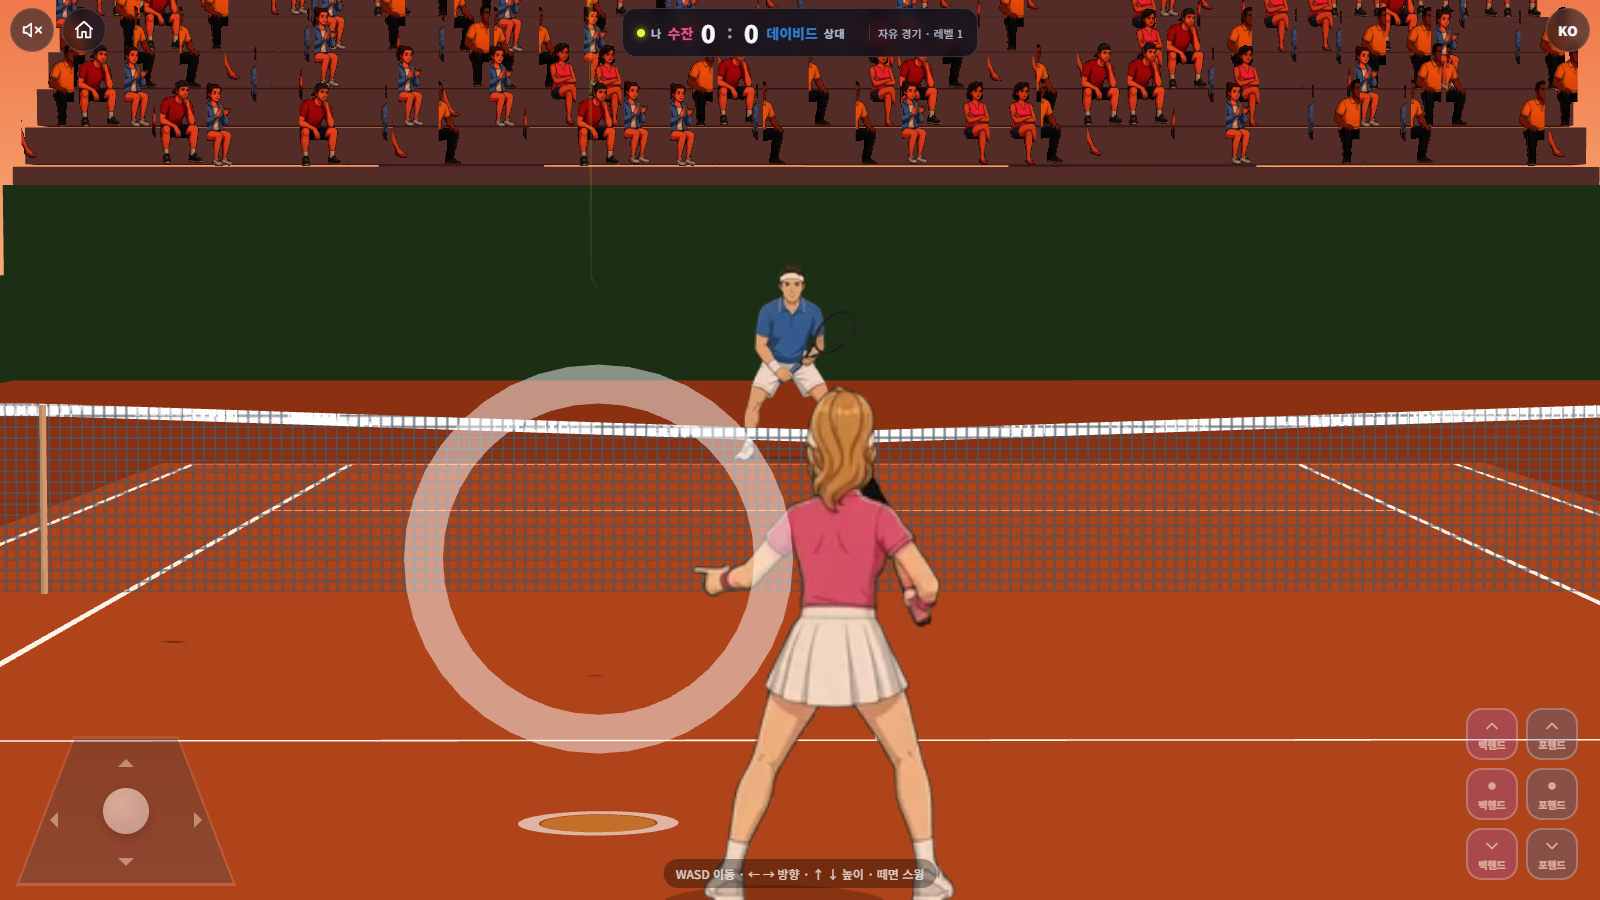 나 수잔 0 : 0 데이비드 상대 자유 경기 · 레벨 1
KO
백핸드 포핸드
백핸드 포핸드
백핸드 포핸드
WASD 이동 · ←→ 방향 · ↑↓ 높이 · 떼면 스윙